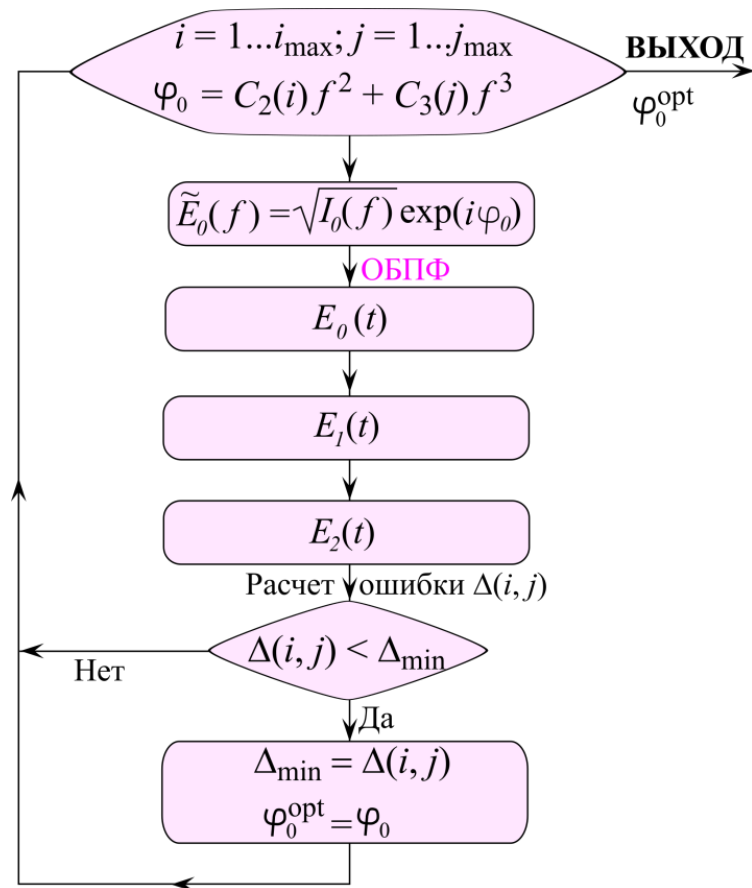 i = 1...i_max; j = 1..j_max
φ₀ = C₂(i) f² + C₃(j) f³
ВЫХОД
φ₀^opt
Ẽ₀(f) = √I₀(f) exp(iφ₀)
ОБПФ
E₀(t)
E₁(t)
E₂(t)
Расчет ошибки Δ(i, j)
Δ(i, j) < Δ_min
Нет
Да
Δ_min = Δ(i, j)
φ₀^opt = φ₀